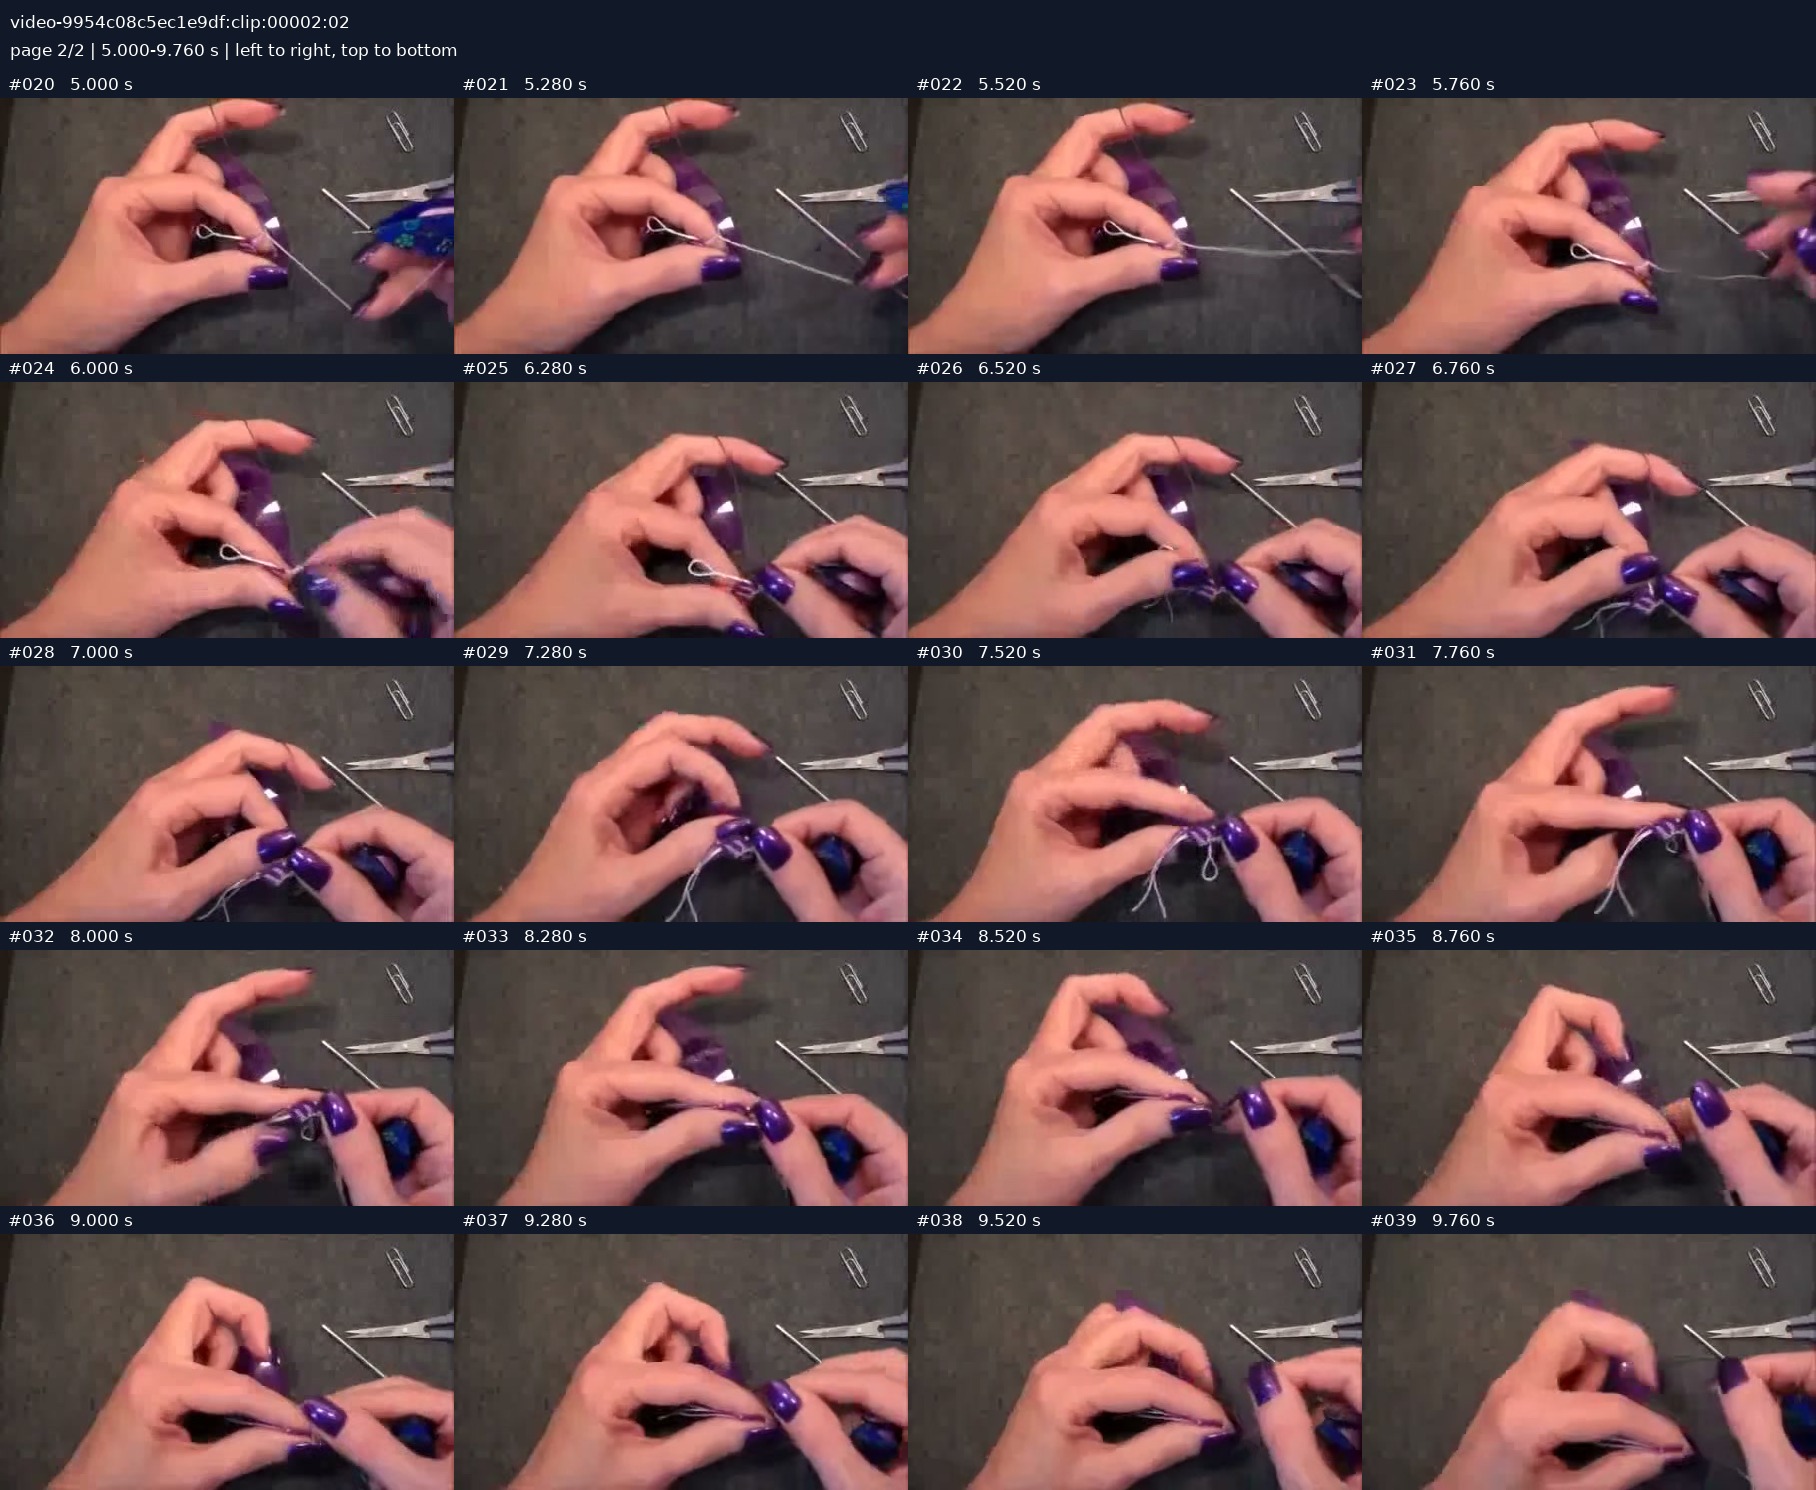 video-9954c08c5ec1e9df:clip:00002:02
page 2/2 | 5.000-9.760 s | left to right, top to bottom
#020 5.000 s
#021 5.280 s
#022 5.520 s
#023 5.760 s
#024 6.000 s
#025 6.280 s
#026 6.520 s
#027 6.760 s
#028 7.000 s
#029 7.280 s
#030 7.520 s
#031 7.760 s
#032 8.000 s
#033 8.280 s
#034 8.520 s
#035 8.760 s
#036 9.000 s
#037 9.280 s
#038 9.520 s
#039 9.760 s